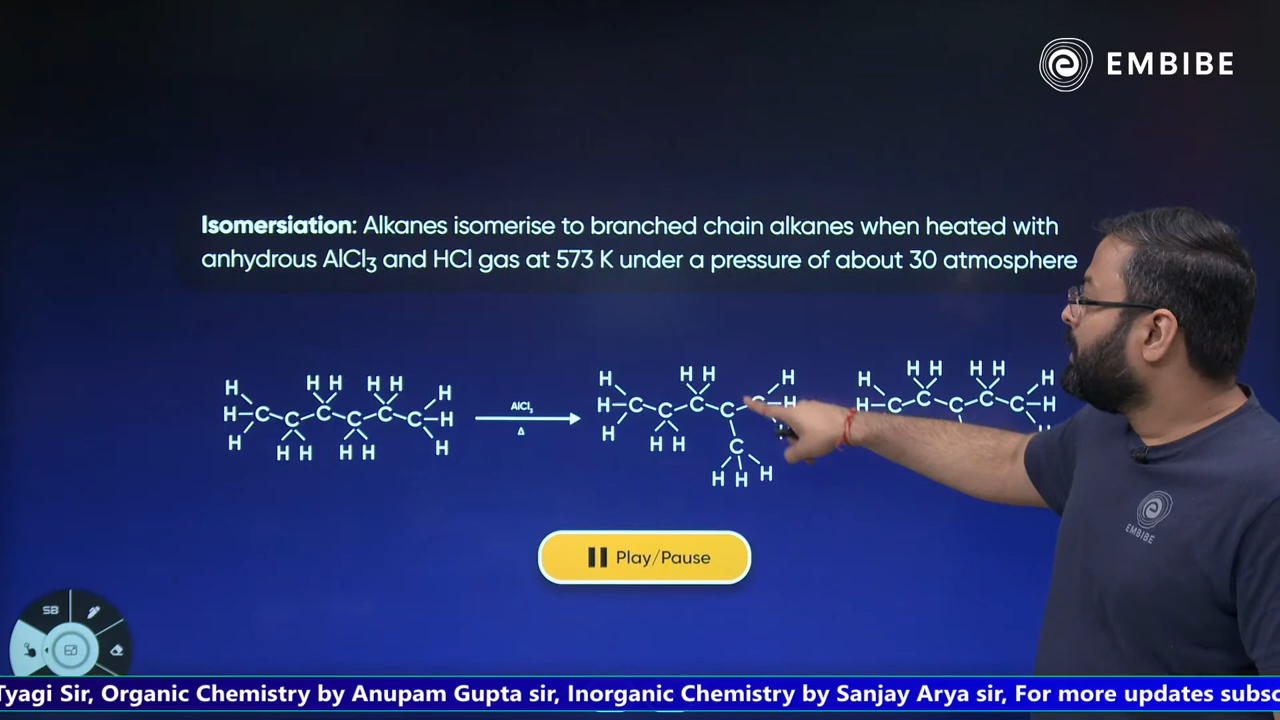 EMBIBE
Isomersiation: Alkanes isomerise to branched chain alkanes when heated with
anhydrous AlCl₃ and HCl gas at 573 K under a pressure of about 30 atmosphere
H H H H H H
H–C C C C C C–H
H H H H H H
AlCl₃
Δ
H H H H
H–C C C C C–H
H H H
C
H H H
H H H H H H
H–C C C C C–H
EMBIBE
Play/Pause
SB
Tyagi Sir, Organic Chemistry by Anupam Gupta sir, Inorganic Chemistry by Sanjay Arya sir, For more updates